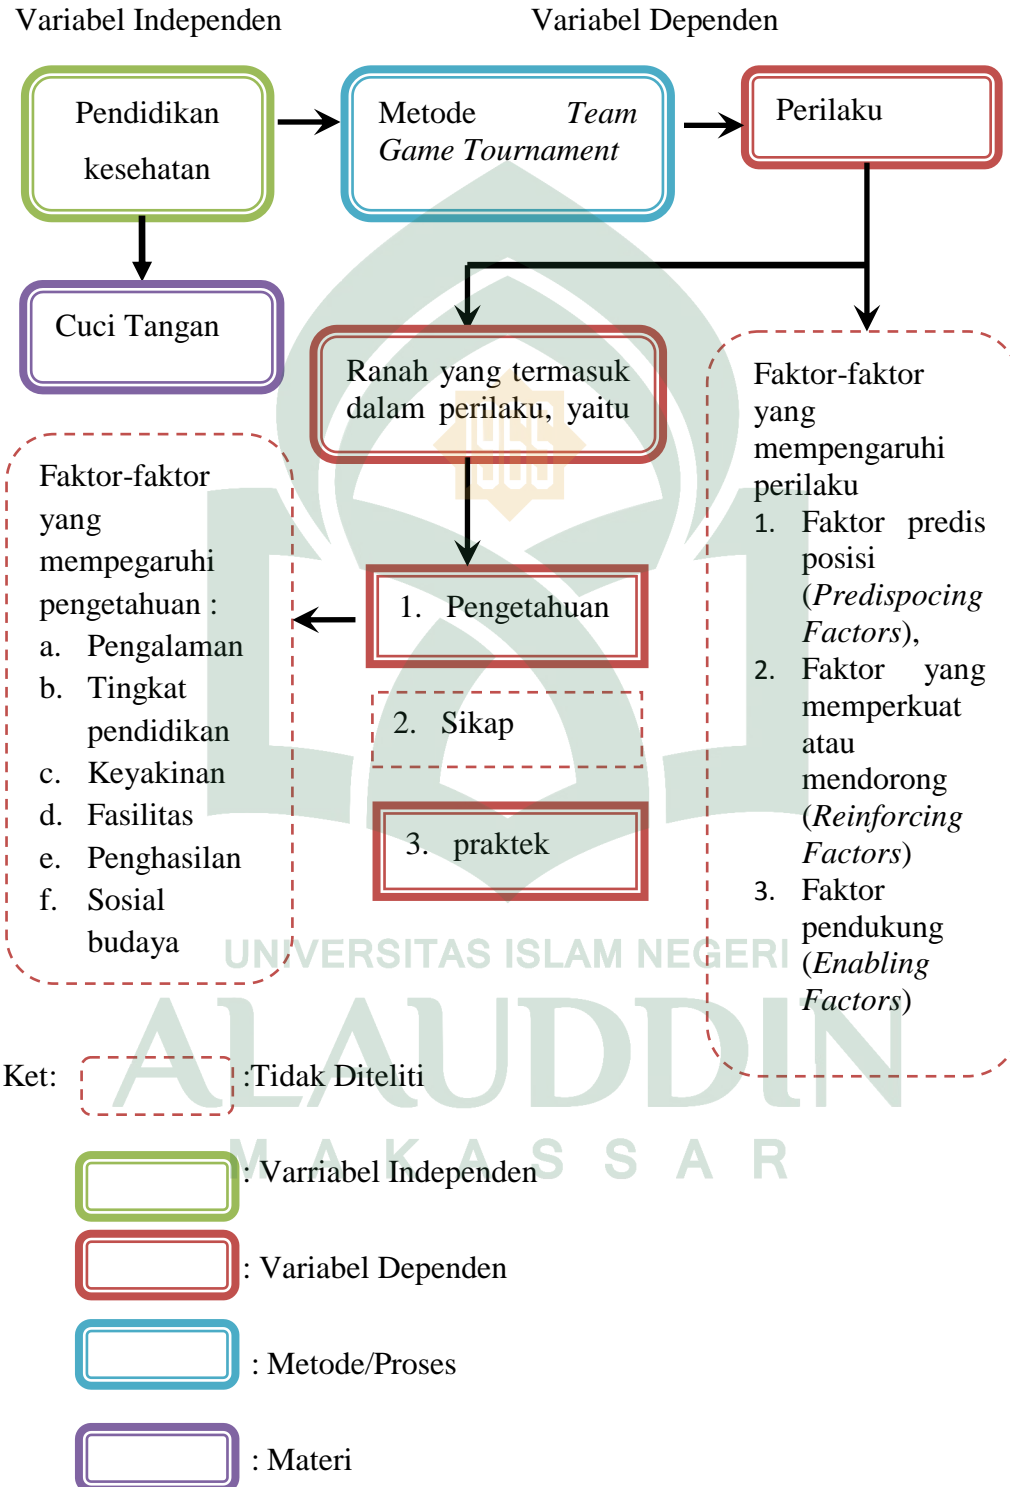 Variabel Independen
Variabel Dependen
Pendidikan
kesehatan
Metode Team
Game Tournament
Perilaku
Cuci Tangan
Ranah yang termasuk
dalam perilaku, yaitu
Faktor-faktor
yang
mempengaruhi
perilaku
1. Faktor predis
posisi
(Predispocing
Factors),
2. Faktor yang
memperkuat
atau
mendorong
(Reinforcing
Factors)
3. Faktor
pendukung
(Enabling
Factors)
Faktor-faktor
yang
mempegaruhi
pengetahuan :
a. Pengalaman
b. Tingkat
pendidikan
c. Keyakinan
d. Fasilitas
e. Penghasilan
f. Sosial
budaya
1. Pengetahuan
2. Sikap
3. praktek
UNIVERSITAS ISLAM NEGERI
ALAUDDIN
MAKASSAR
Ket: :Tidak Diteliti
: Varriabel Independen
: Variabel Dependen
: Metode/Proses
: Materi